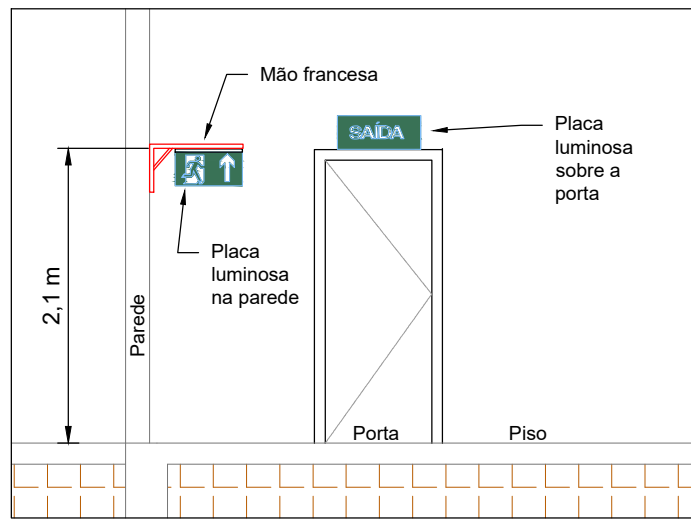 Mão francesa
SAÍDA
Placa
luminosa
sobre a
porta
Placa
luminosa
na parede
2,1 m
Parede
Porta
Piso